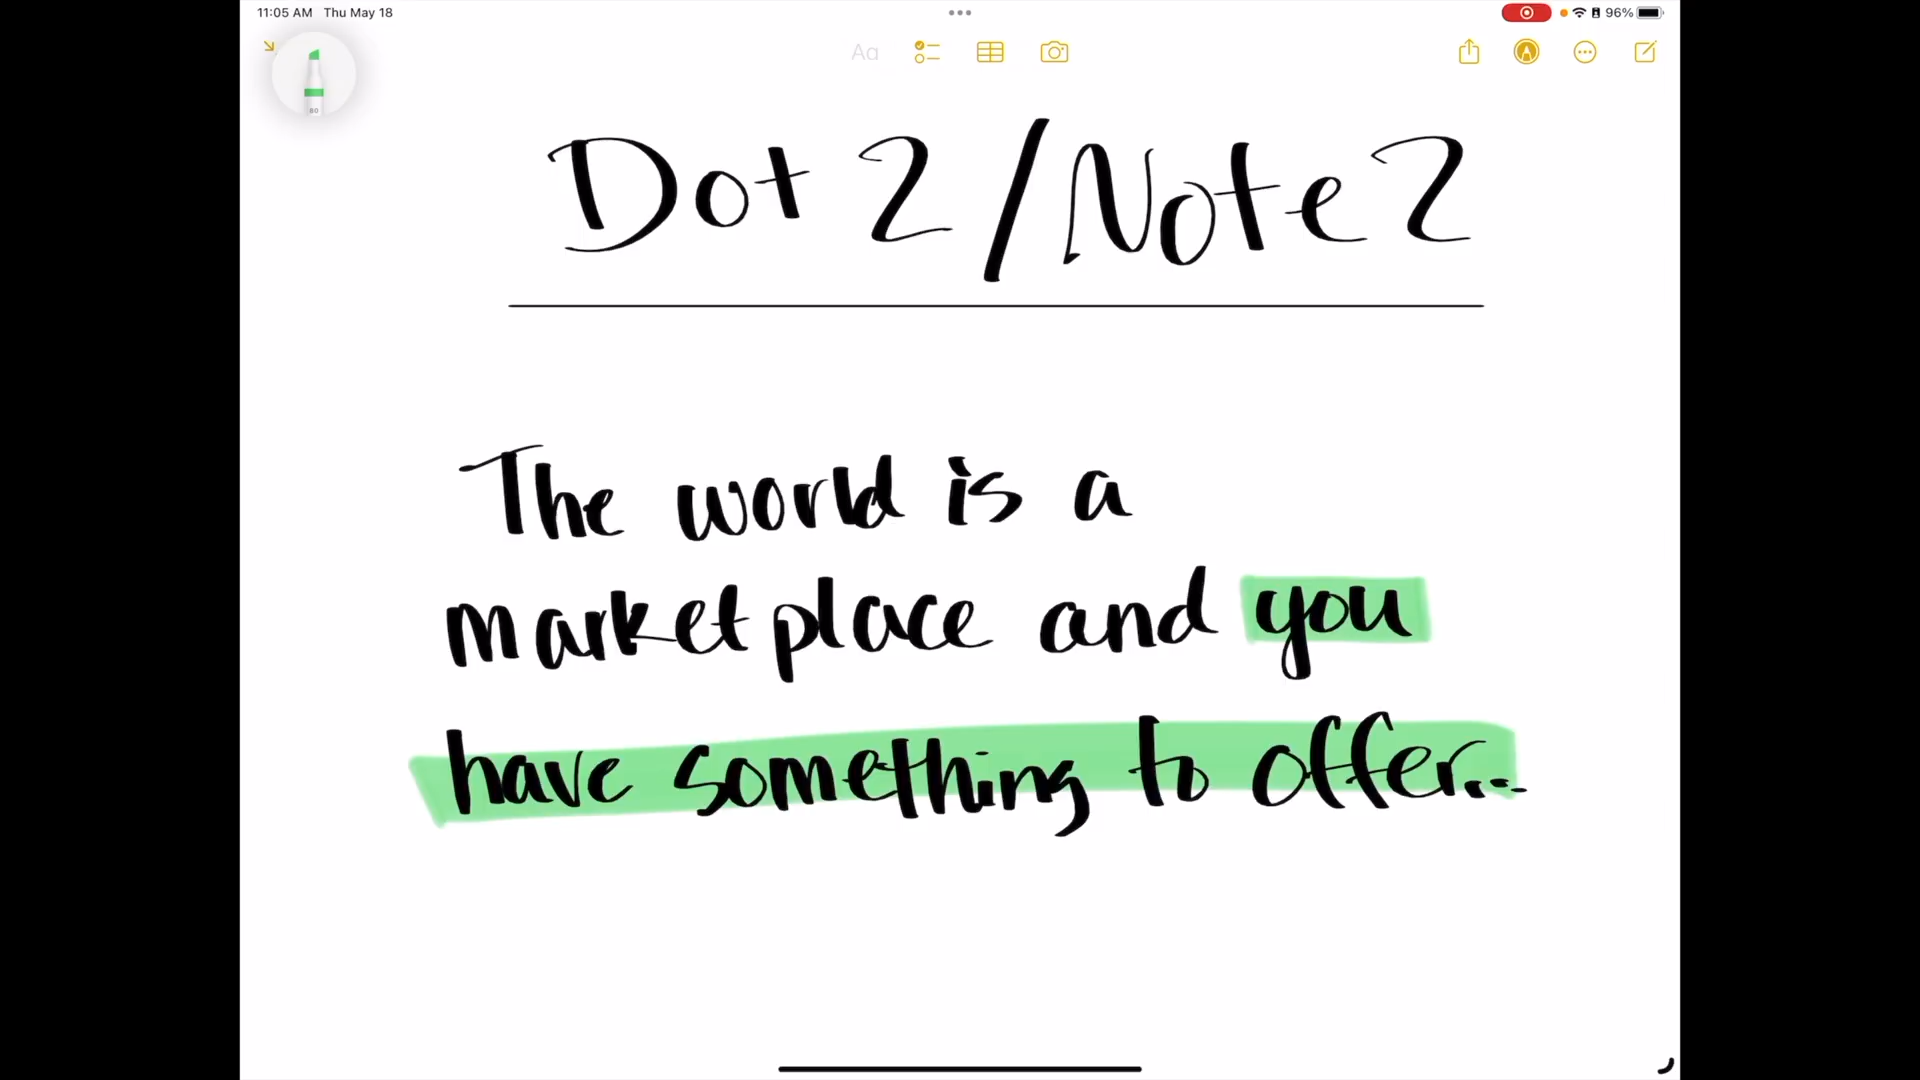 11:05 AM Thu May 18
96%
Aa
80
Dot 2/Note 2
The world is a
marketplace and you
have something to offer...